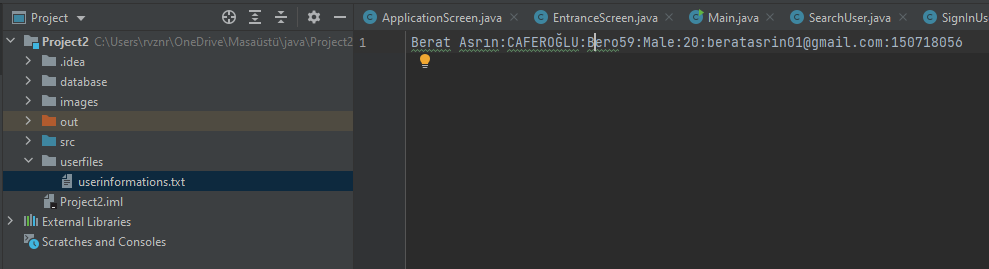 Project
Project2 C:\Users\rvznr\OneDrive\Masaüstü\java\Project2
.idea
database
images
out
src
userfiles
userinformations.txt
Project2.iml
External Libraries
Scratches and Consoles
ApplicationScreen.java
EntranceScreen.java
Main.java
SearchUser.java
SignInUs
1
Berat Asrın:CAFEROĞLU:Bero59:Male:20:beratasrin01@gmail.com:150718056